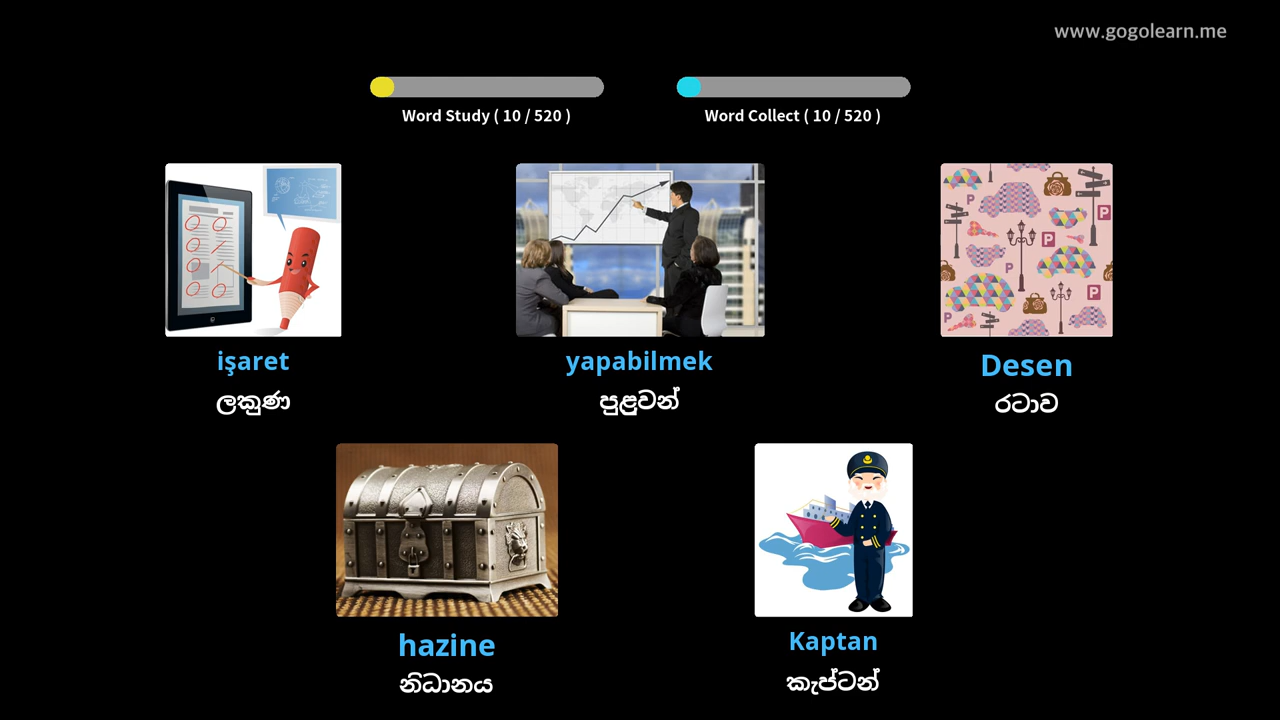 www.gogolearn.me
Word Study ( 10 / 520 )
Word Collect ( 10 / 520 )
işaret
ලකුණ
yapabilmek
පුළුවන්
Desen
රටාව
hazine
නිධානය
Kaptan
කැප්ටන්